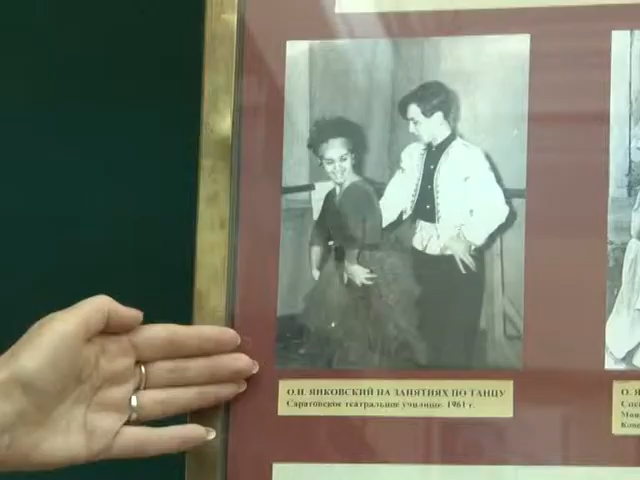 О.И. ЯНКОВСКИЙ НА ЗАНЯТИЯХ ПО ТАНЦУ
Саратовское театральное училище. 1961 г.
О. Я